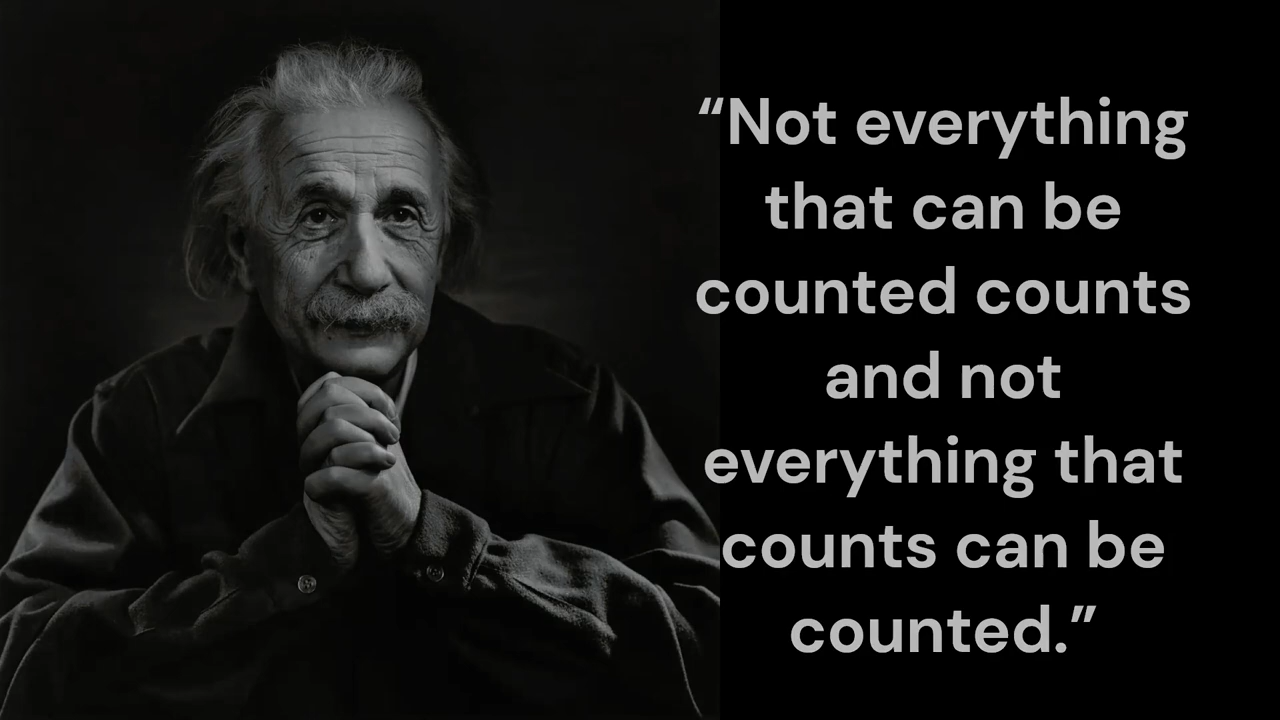 “Not everything
that can be
counted counts
and not
everything that
counts can be
counted.”